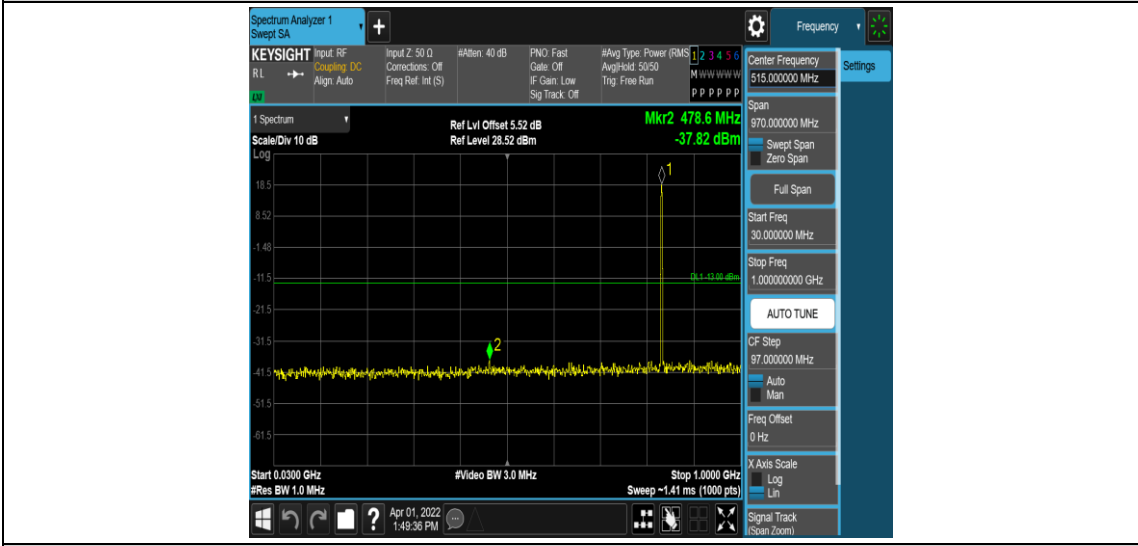 Spectrum Analyzer 1
Swept SA
+
Frequency
KEYSIGHT
RL
Input: RF
Coupling: DC
Align: Auto
Input Z: 50 Ω
Corrections: Off
Freq Ref: Int (S)
#Atten: 40 dB
PNO: Fast
Gate: Off
IF Gain: Low
Sig Track: Off
#Avg Type: Power (RMS
Avg|Hold: 50/50
Trig: Free Run
1 2 3 4 5 6
M W W W W W
P P P P P P
1 Spectrum
Scale/Div 10 dB
Log
Ref Lvl Offset 5.52 dB
Ref Level 28.52 dBm
Mkr2 478.6 MHz
-37.82 dBm
1
18.5
8.52
-1.48
-11.5
DL1 -13.00 dBm
-21.5
-31.5
2
-41.5
-51.5
-61.5
Start 0.0300 GHz
#Res BW 1.0 MHz
#Video BW 3.0 MHz
Stop 1.0000 GHz
Sweep ~1.41 ms (1000 pts)
?
Apr 01, 2022
1:49:36 PM
Center Frequency
515.000000 MHz
Settings
Span
970.000000 MHz
Swept Span
Zero Span
Full Span
Start Freq
30.000000 MHz
Stop Freq
1.000000000 GHz
AUTO TUNE
CF Step
97.000000 MHz
Auto
Man
Freq Offset
0 Hz
X Axis Scale
Log
Lin
Signal Track
(Span Zoom)